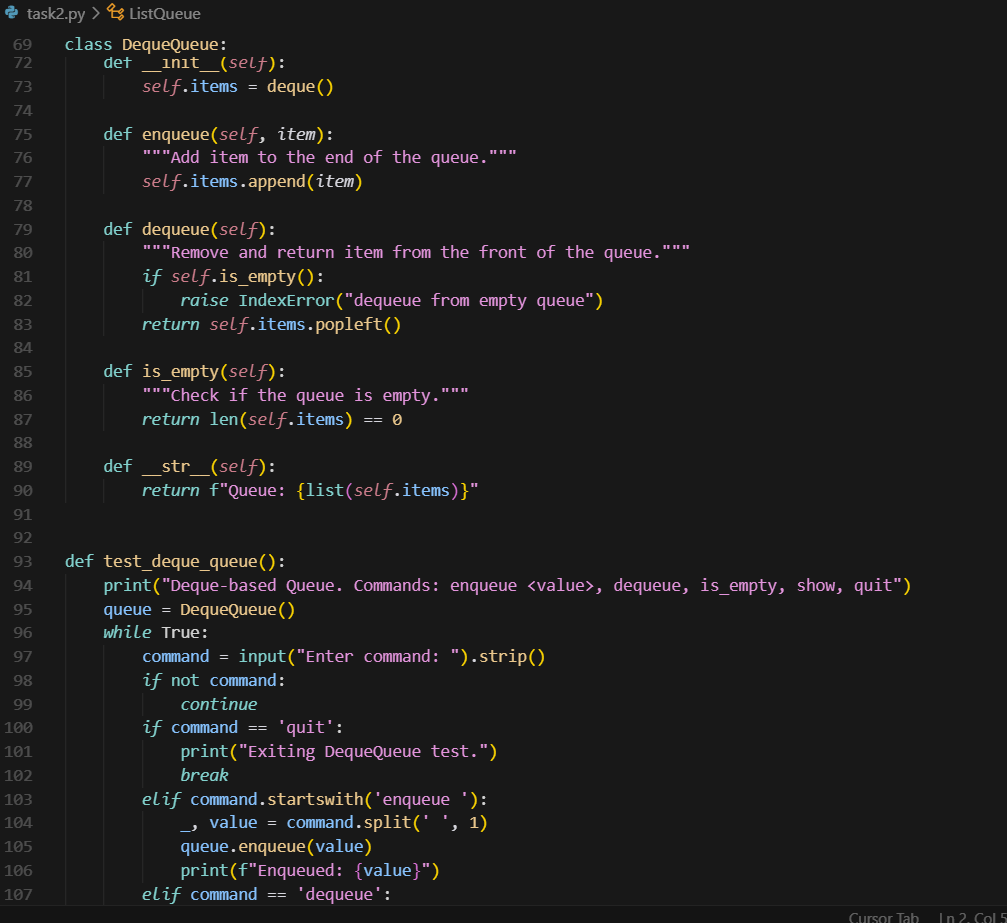 task2.py > ListQueue
69 class DequeQueue:
72     def __init__(self):
73         self.items = deque()
74
75     def enqueue(self, item):
76         """Add item to the end of the queue."""
77         self.items.append(item)
78
79     def dequeue(self):
80         """Remove and return item from the front of the queue."""
81         if self.is_empty():
82             raise IndexError("dequeue from empty queue")
83         return self.items.popleft()
84
85     def is_empty(self):
86         """Check if the queue is empty."""
87         return len(self.items) == 0
88
89     def __str__(self):
90         return f"Queue: {list(self.items)}"
91
92
93 def test_deque_queue():
94     print("Deque-based Queue. Commands: enqueue <value>, dequeue, is_empty, show, quit")
95     queue = DequeQueue()
96     while True:
97         command = input("Enter command: ").strip()
98         if not command:
99             continue
100         if command == 'quit':
101             print("Exiting DequeQueue test.")
102             break
103         elif command.startswith('enqueue '):
104             _, value = command.split(' ', 1)
105             queue.enqueue(value)
106             print(f"Enqueued: {value}")
107         elif command == 'dequeue':
Cursor Tab Ln 2, Col 5